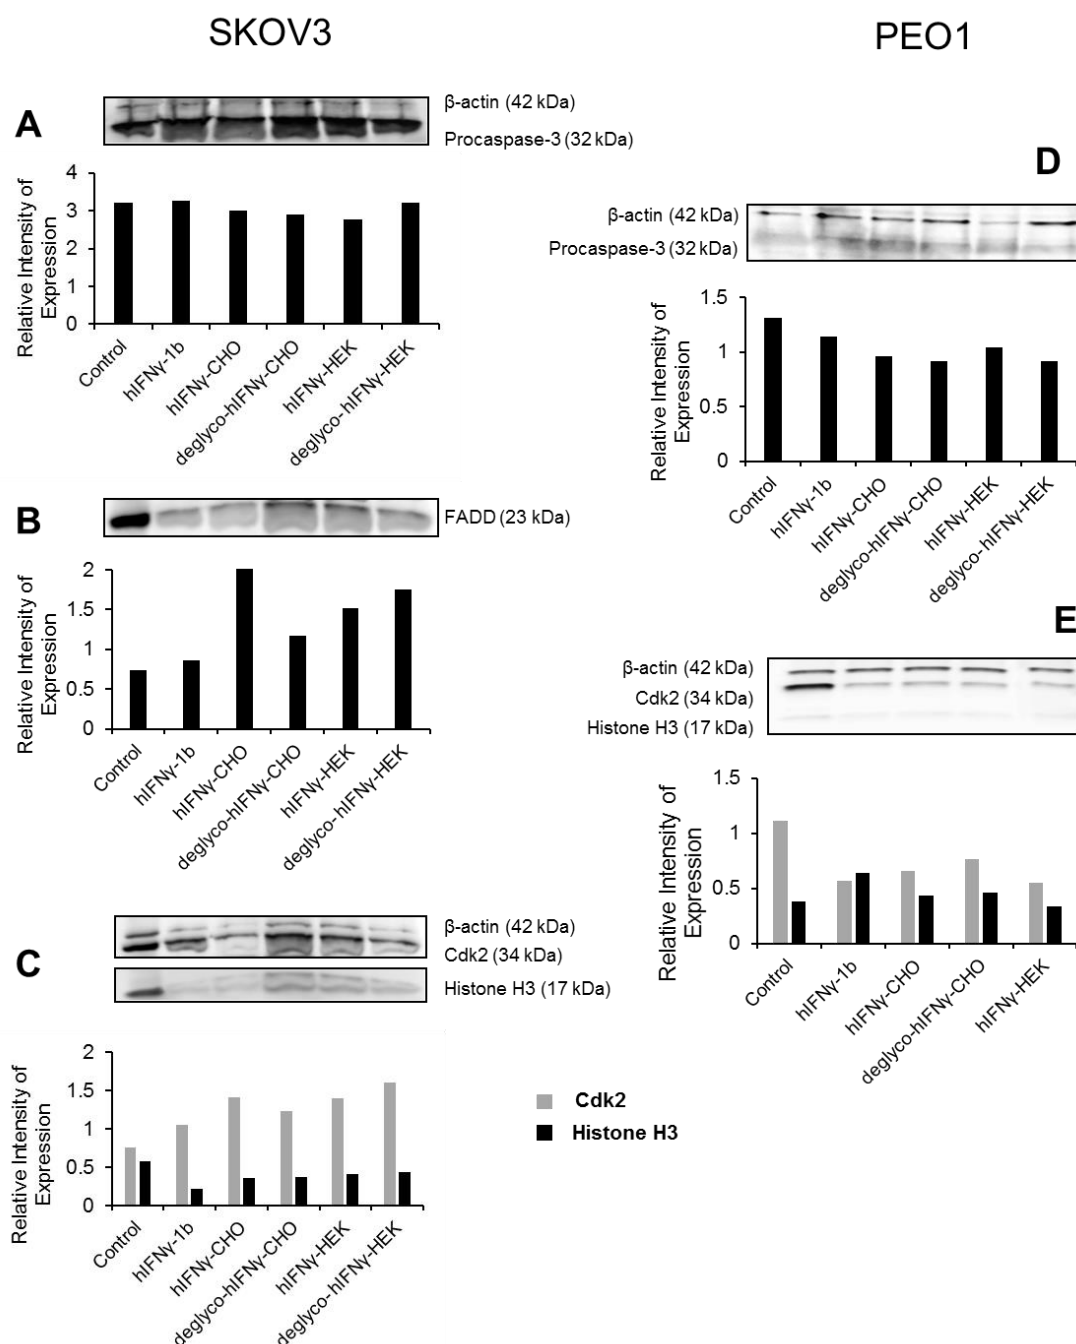 SKOV3
PEO1
A
β-actin (42 kDa)
Procaspase-3 (32 kDa)
Relative Intensity of
Expression
4
3
2
1
0
Control
hIFNγ-1b
hIFNγ-CHO
deglyco-hIFNγ-CHO
hIFNγ-HEK
deglyco- hIFNγ-HEK
D
β-actin (42 kDa)
Procaspase-3 (32 kDa)
Relative Intensity of
Expression
1.5
1
0.5
0
Control
hIFNγ-1b
hIFNγ-CHO
deglyco-hIFNγ-CHO
hIFNγ-HEK
deglyco- hIFNγ-HEK
B
FADD (23 kDa)
Relative Intensity of
Expression
2
1.5
1
0.5
0
Control
hIFNγ-1b
hIFNγ-CHO
deglyco-hIFNγ-CHO
hIFNγ-HEK
deglyco- hIFNγ-HEK
E
β-actin (42 kDa)
Cdk2 (34 kDa)
Histone H3 (17 kDa)
Relative Intensity of
Expression
1.5
1
0.5
0
Control
hIFNγ-1b
hIFNγ-CHO
deglyco-hIFNγ-CHO
hIFNγ-HEK
C
β-actin (42 kDa)
Cdk2 (34 kDa)
Histone H3 (17 kDa)
Relative Intensity of
Expression
2
1.5
1
0.5
0
Control
hIFNγ-1b
hIFNγ-CHO
deglyco-hIFNγ-CHO
hIFNγ-HEK
deglyco- hIFNγ-HEK
Cdk2
Histone H3